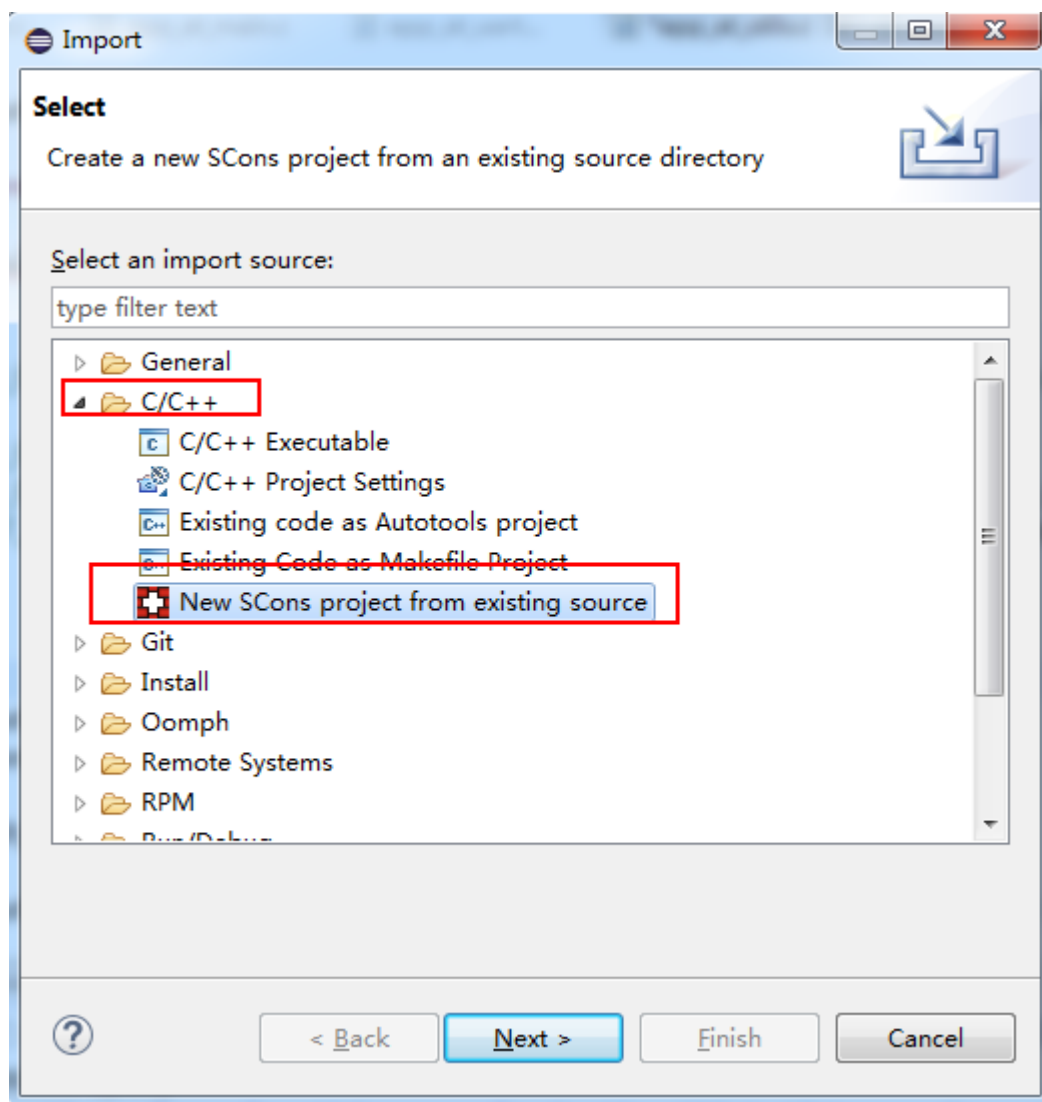 Import
Select
Create a new SCons project from an existing source directory
Select an import source:
type filter text
General
C/C++
C/C++ Executable
C/C++ Project Settings
Existing code as Autotools project
Existing Code as Makefile Project
New SCons project from existing source
Git
Install
Oomph
Remote Systems
RPM
Run/Debug
?
< Back Next > Finish Cancel